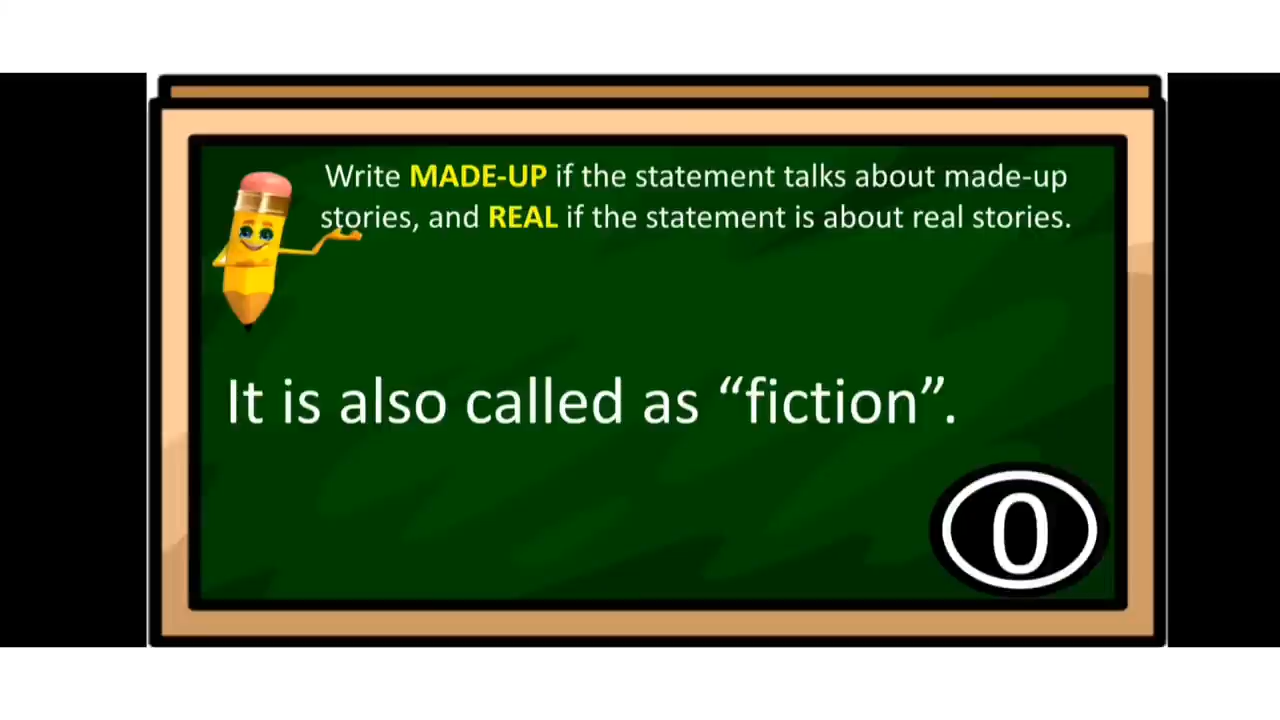 Write MADE-UP if the statement talks about made-up
stories, and REAL if the statement is about real stories.
It is also called as “fiction”.
0